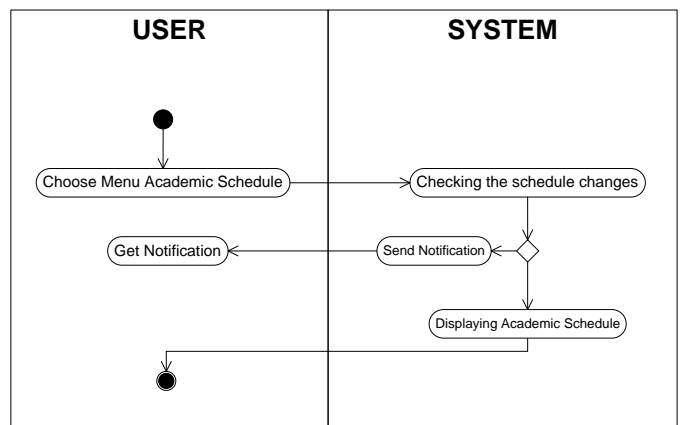 USER
SYSTEM
Choose Menu Academic Schedule
Checking the schedule changes
Get Notification
Send Notification
Displaying Academic Schedule